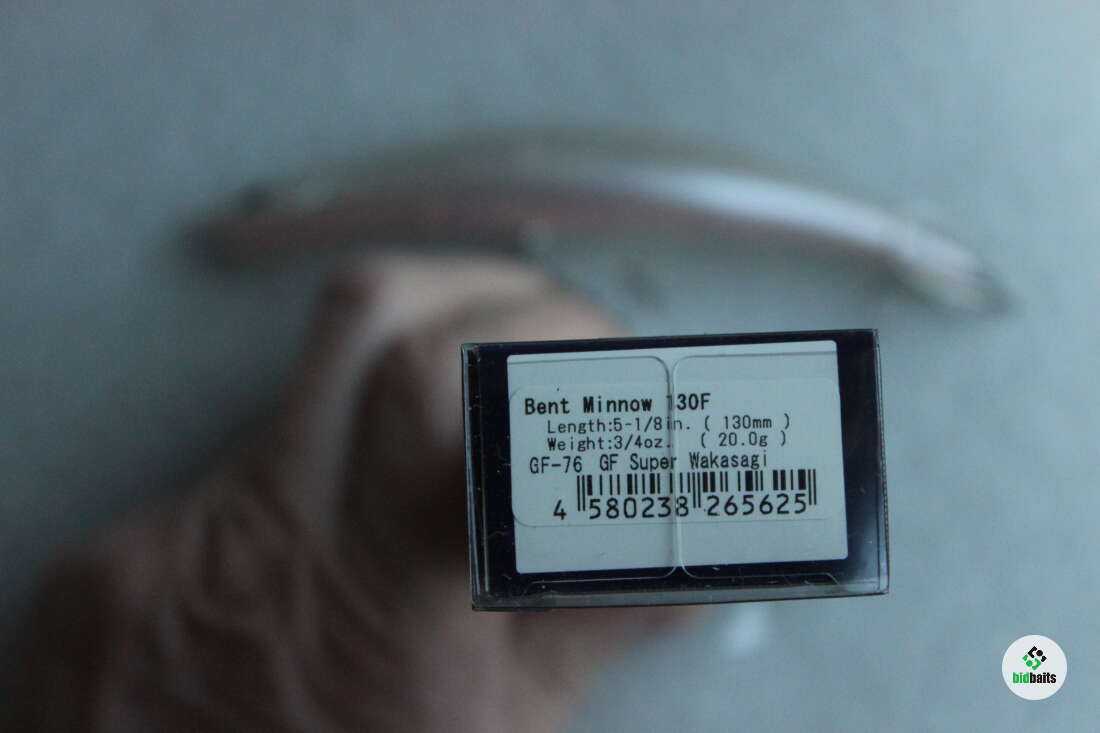 Bent Minnow 130F
Length:5-1/8in. ( 130mm )
Weight:3/4oz. ( 20.0g )
GF-76 GF Super Wakasagi
4 580238 265625
bidbaits